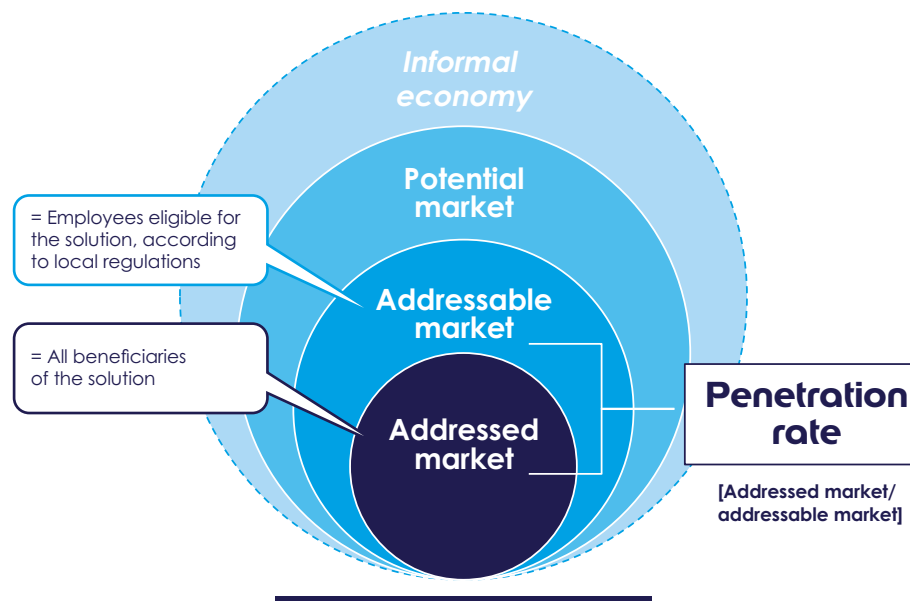 Informal
economy
Potential
market
= Employees eligible for
the solution, according
to local regulations
Addressable
market
= All beneficiaries
of the solution
Addressed
market
Penetration
rate
[Addressed market/
addressable market]